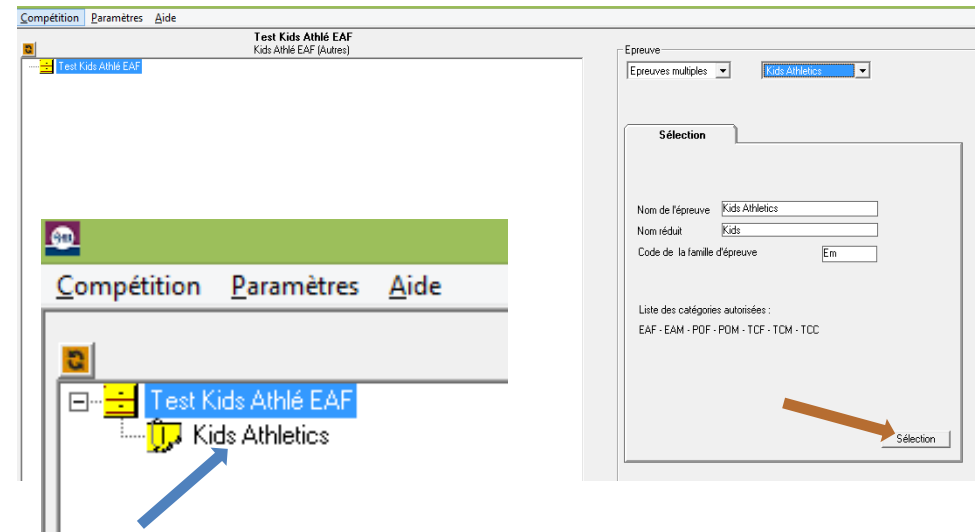 Compétition Paramètres Aide
Test Kids Athlé EAF
Kids Athlé EAF (Autres)
Test Kids Athlé EAF
Epreuve
Epreuves multiples
Kids Athletics
Sélection
Nom de l'épreuve Kids Athletics
Nom réduit Kids
Code de la famille d'épreuve Em
Liste des catégories autorisées :
EAF - EAM - POF - POM - TCF - TCM - TCC
Sélection
Compétition Paramètres Aide
Test Kids Athlé EAF
Kids Athletics